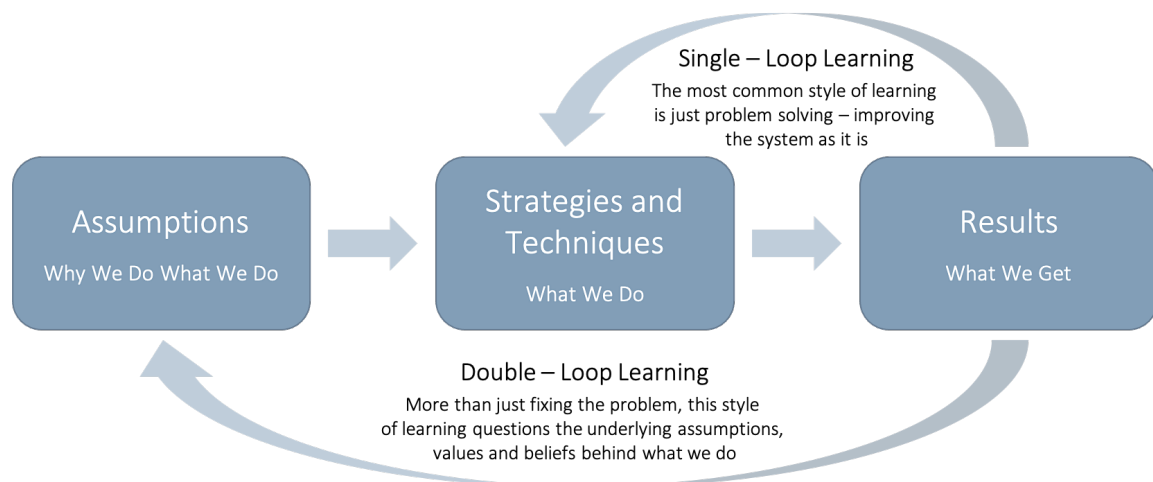 Single – Loop Learning
The most common style of learning
is just problem solving – improving
the system as it is
Assumptions
Why We Do What We Do
Strategies and
Techniques
What We Do
Results
What We Get
Double – Loop Learning
More than just fixing the problem, this style
of learning questions the underlying assumptions,
values and beliefs behind what we do